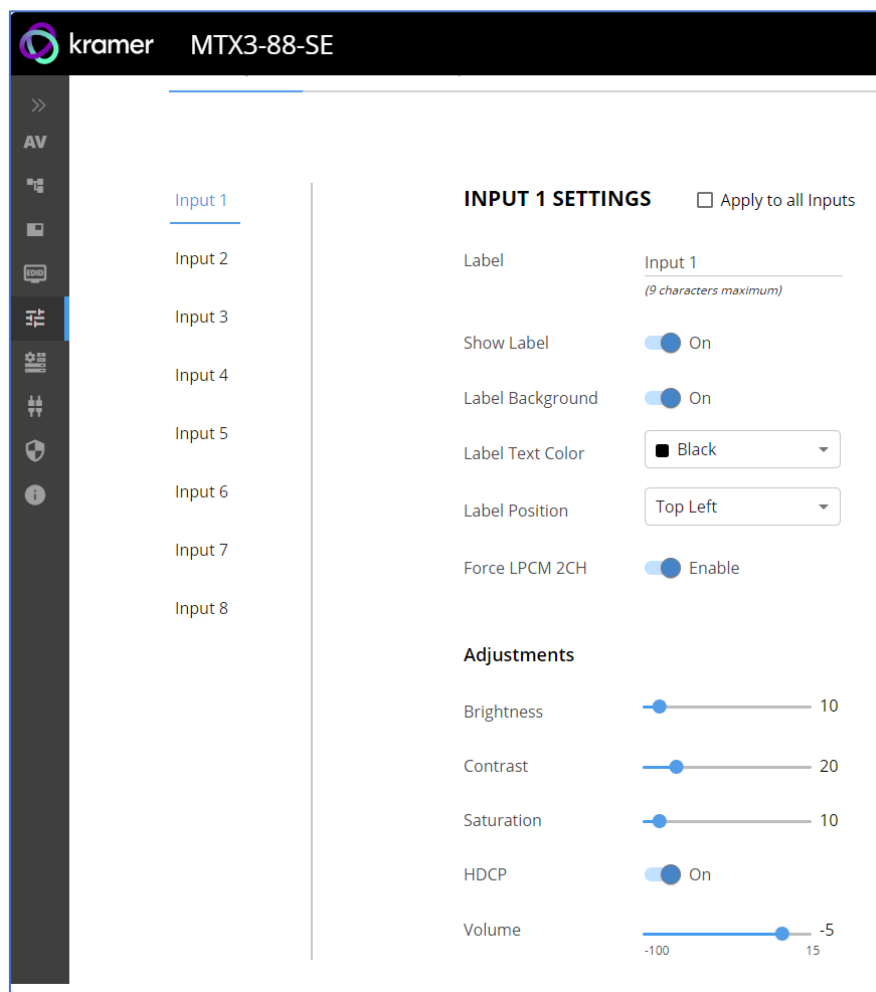 kramer MTX3-88-SE
AV
EDID
Input 1
Input 2
Input 3
Input 4
Input 5
Input 6
Input 7
Input 8
INPUT 1 SETTINGS Apply to all Inputs
Label Input 1
(9 characters maximum)
Show Label On
Label Background On
Label Text Color Black
Label Position Top Left
Force LPCM 2CH Enable
Adjustments
Brightness 10
Contrast 20
Saturation 10
HDCP On
Volume -5
-100 15